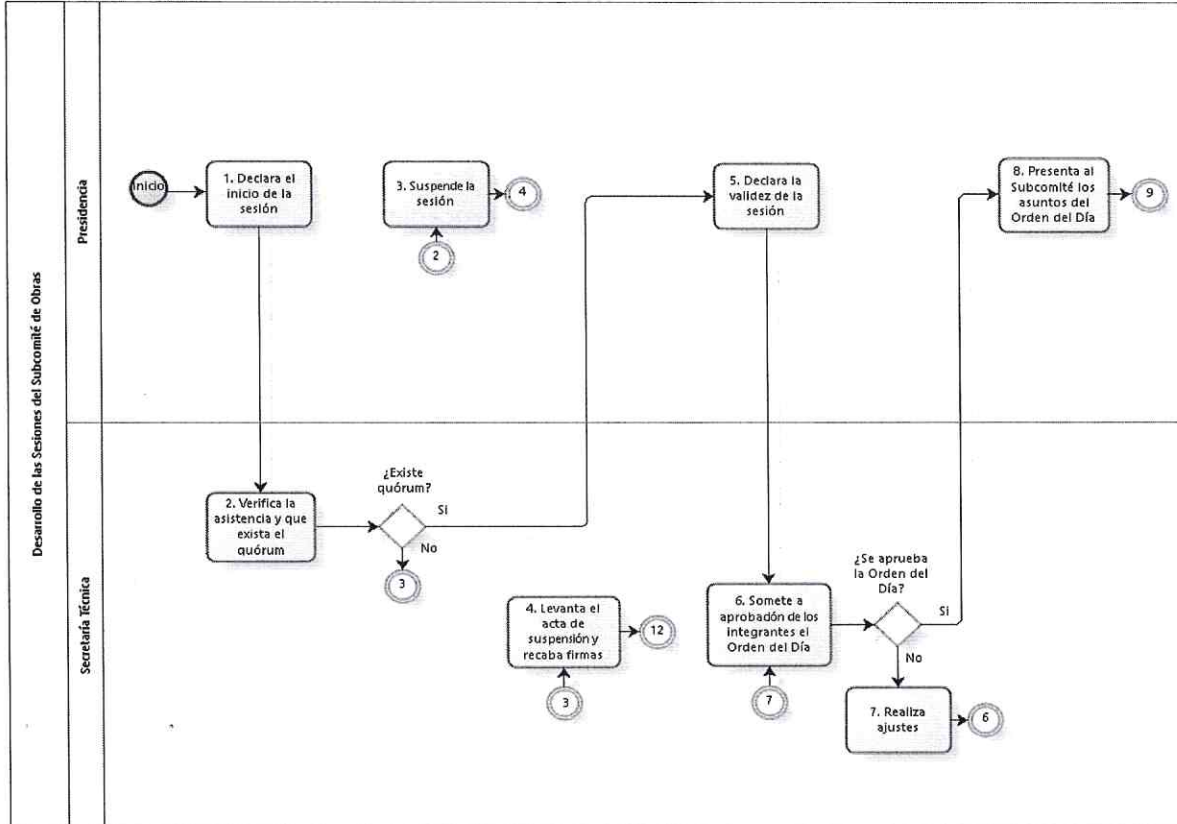 Desarrollo de las Sesiones del Subcomité de Obras
Presidencia
Inicio
1. Declara el
inicio de la
sesión
3. Suspende la
sesión
4
2
5. Declara la
validez de la
sesión
8. Presenta al
Subcomité los
asuntos del
Orden del Día
9
Secretaría Técnica
2. Verifica la
asistencia y que
exista el
quórum
¿Existe
quórum?
Si
No
3
4. Levanta el
acta de
suspensión y
recaba firmas
12
3
6. Somete a
aprobación de los
integrantes el
Orden del Día
7
¿Se aprueba
la Orden del
Día?
Si
No
7. Realiza
ajustes
6